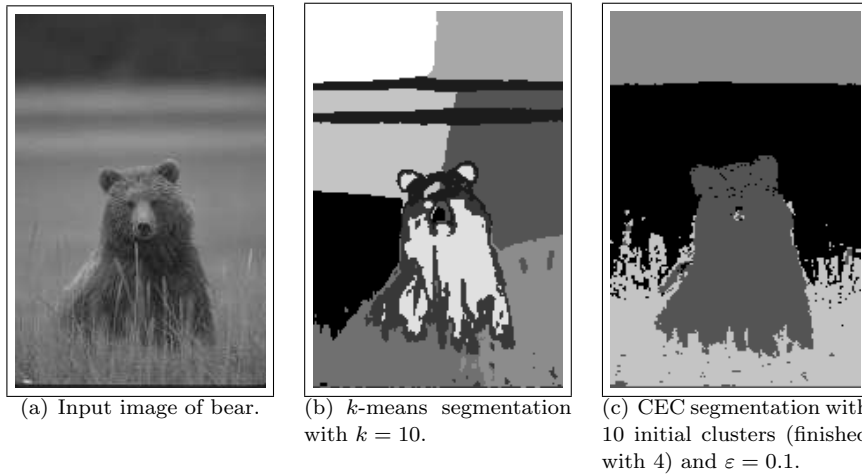 (a) Input image of bear.
(b) k-means segmentation
with k = 10.
(c) CEC segmentation with
10 initial clusters (finished
with 4) and ε = 0.1.